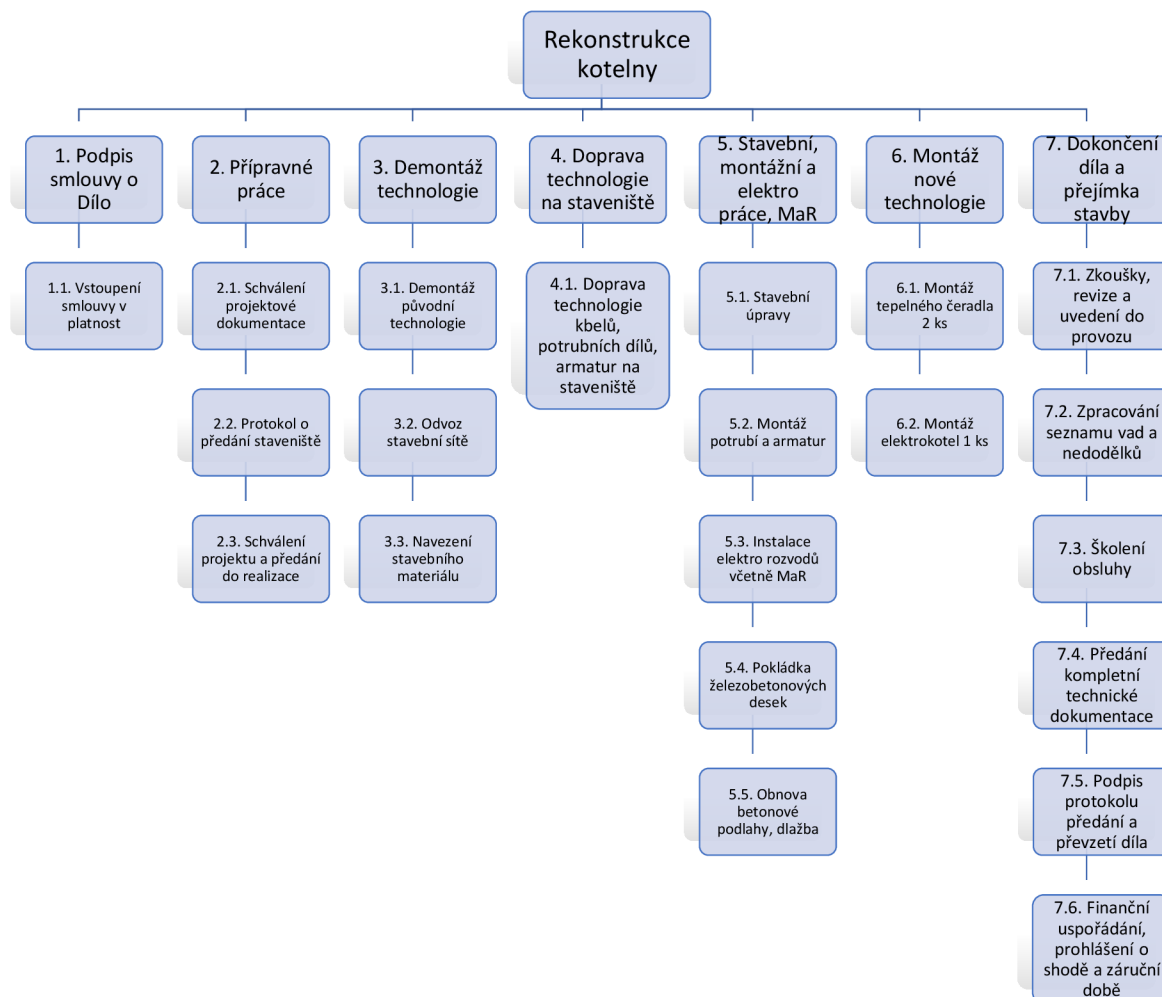 Rekonstrukce
kotelny
1. Podpis
smlouvy o
Dílo
2. Přípravné
práce
3. Demontáž
technologie
4. Doprava
technologie
na staveniště
5. Stavební,
montážní a
elektro
práce, MaR
6. Montáž
nové
technologie
7. Dokončení
díla a
přejímka
stavby
1.1. Vstoupení
smlouvy v
platnost
2.1. Schválení
projektové
dokumentace
2.2. Protokol o
předání staveniště
2.3. Schválení
projektu a předání
do realizace
3.1. Demontáž
původní
technologie
3.2. Odvoz
stavební sítě
3.3. Navezení
stavebního
materiálu
4.1. Doprava
technologie
kbelů,
potrubních dílů,
armatur na
staveniště
5.1. Stavební
úpravy
5.2. Montáž
potrubí a armatur
5.3. Instalace
elektro rozvodů
včetně MaR
5.4. Pokládka
železobetonových
desek
5.5. Obnova
betonové
podlahy, dlažba
6.1. Montáž
tepelného čeradla
2 ks
6.2. Montáž
elektrokotel 1 ks
7.1. Zkoušky,
revize a
uvedení do
provozu
7.2. Zpracování
seznamu vad a
nedodělků
7.3. Školení
obsluhy
7.4. Předání
kompletní
technické
dokumentace
7.5. Podpis
protokolu
předání a
převzetí díla
7.6. Finanční
uspořádání,
prohlášení o
shodě a záruční
době